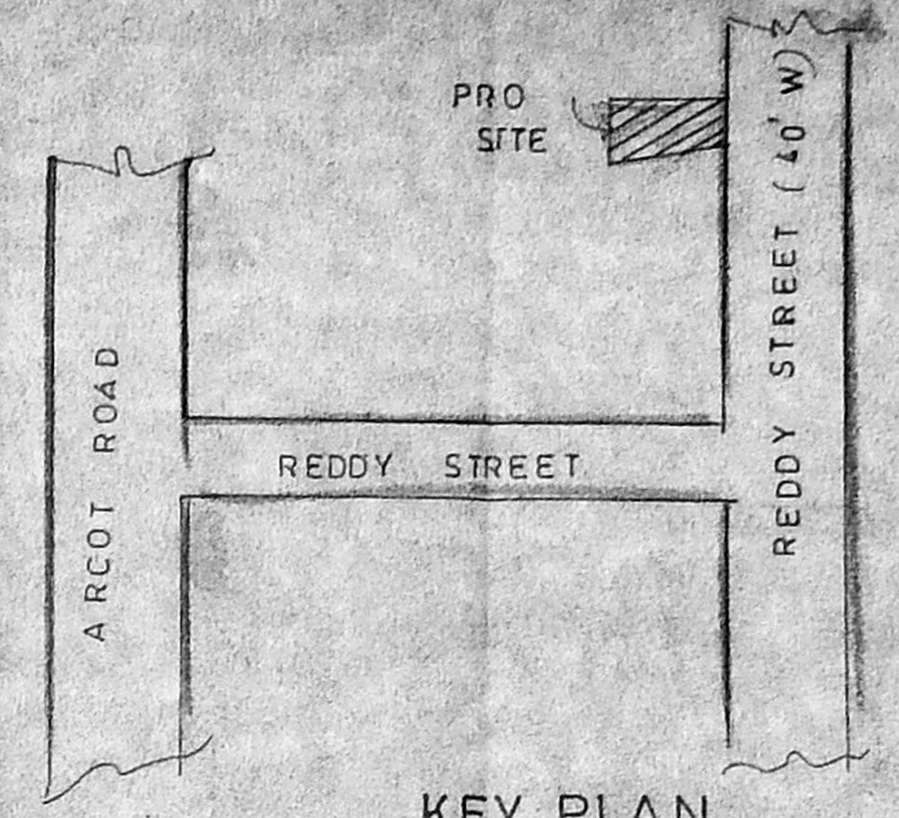 PRO
SITE
REDDY STREET (40' W)
ARCOT ROAD
REDDY STREET
KEY PLAN